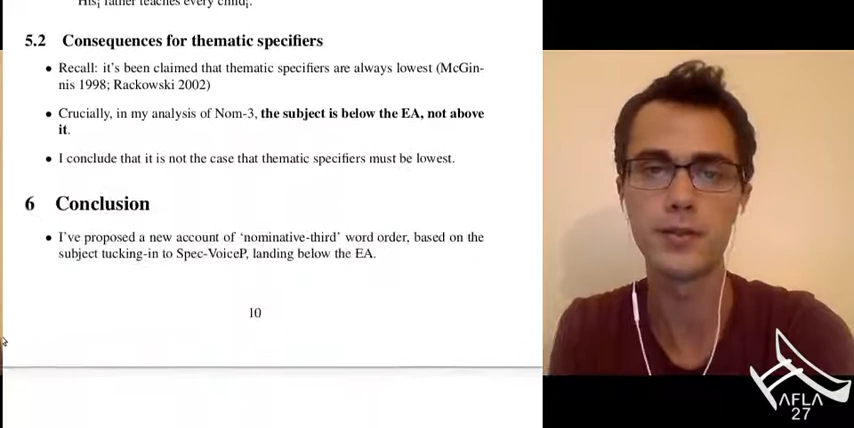 His_i father teaches every child_i.
5.2 Consequences for thematic specifiers
• Recall: it's been claimed that thematic specifiers are always lowest (McGin-
nis 1998; Rackowski 2002)
• Crucially, in my analysis of Nom-3, the subject is below the EA, not above
it.
• I conclude that it is not the case that thematic specifiers must be lowest.
6 Conclusion
• I've proposed a new account of 'nominative-third' word order, based on the
subject tucking-in to Spec-VoiceP, landing below the EA.
10
AFLA
27